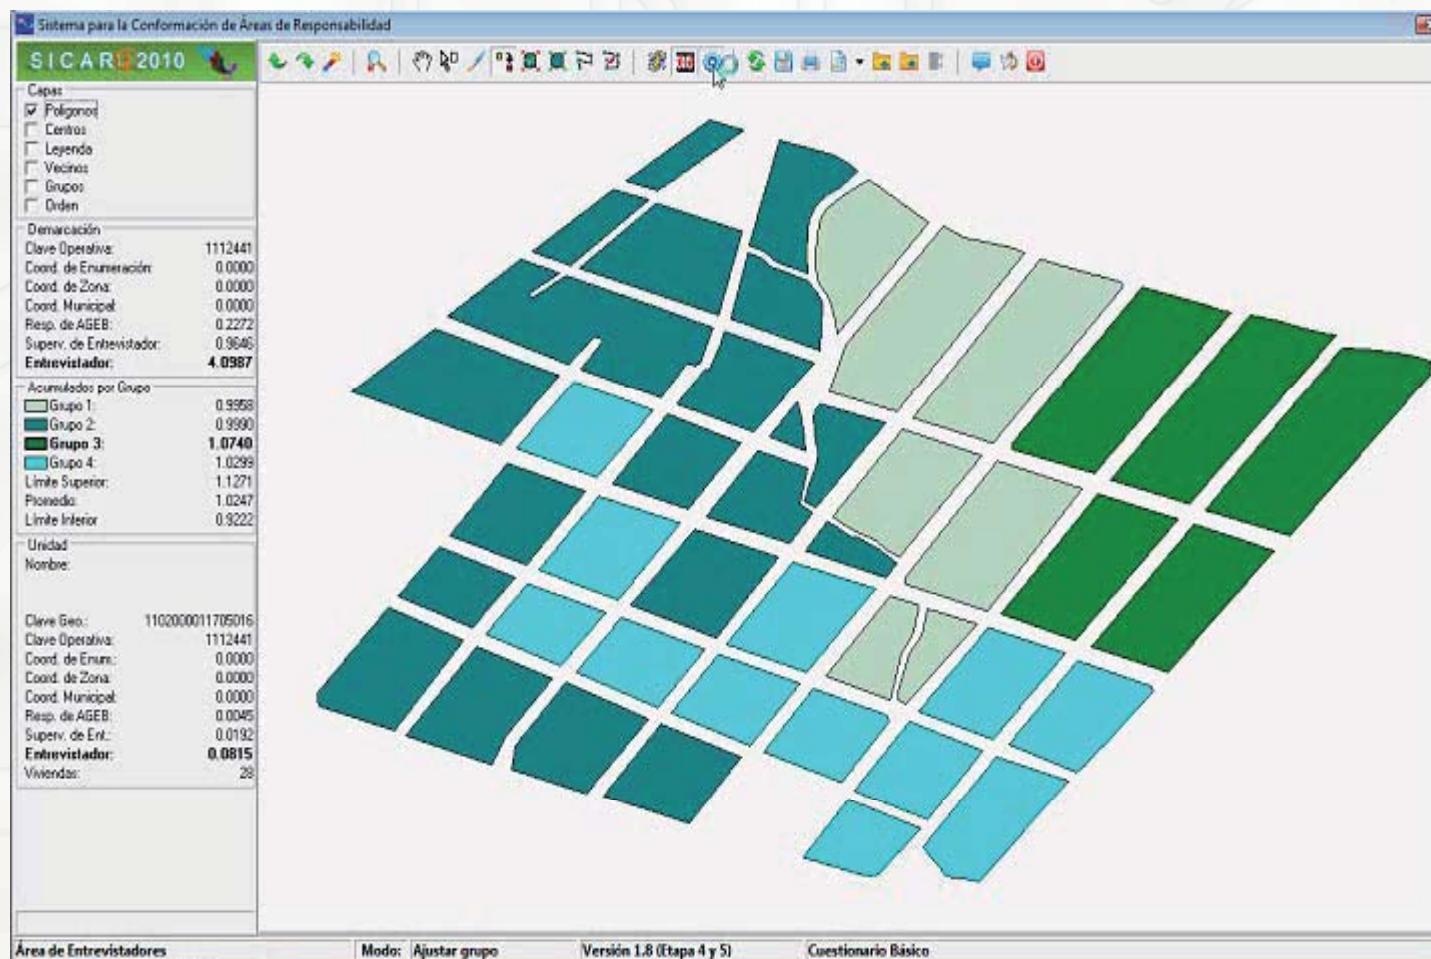 Sistema para la Conformación de Áreas de Responsabilidad
SICAR 2010
Capas
Polígonos
Centros
Leyenda
Vecinos
Grupos
Orden
Demarcación
Clave Operativa: 1112441
Coord. de Enumeración: 0.0000
Coord. de Zona: 0.0000
Coord. Municipal: 0.0000
Resp. de AGEB: 0.2272
Superv. de Entrevistador: 0.9646
Entrevistador: 4.0987
Acumulados por Grupo
Grupo 1: 0.9958
Grupo 2: 0.9990
Grupo 3: 1.0740
Grupo 4: 1.0299
Límite Superior: 1.1271
Promedio: 1.0247
Límite Inferior 0.9222
Unidad
Nombre:
Clave Geo.: 1102000011705016
Clave Operativa: 1112441
Coord. de Enum.: 0.0000
Coord. de Zona: 0.0000
Coord. Municipal: 0.0000
Resp. de AGEB: 0.0045
Superv. de Ent.: 0.0192
Entrevistador: 0.0815
Viviendas: 28
Área de Entrevistadores Modo: Ajustar grupo Versión 1.8 (Etapa 4 y 5) Cuestionario Básico